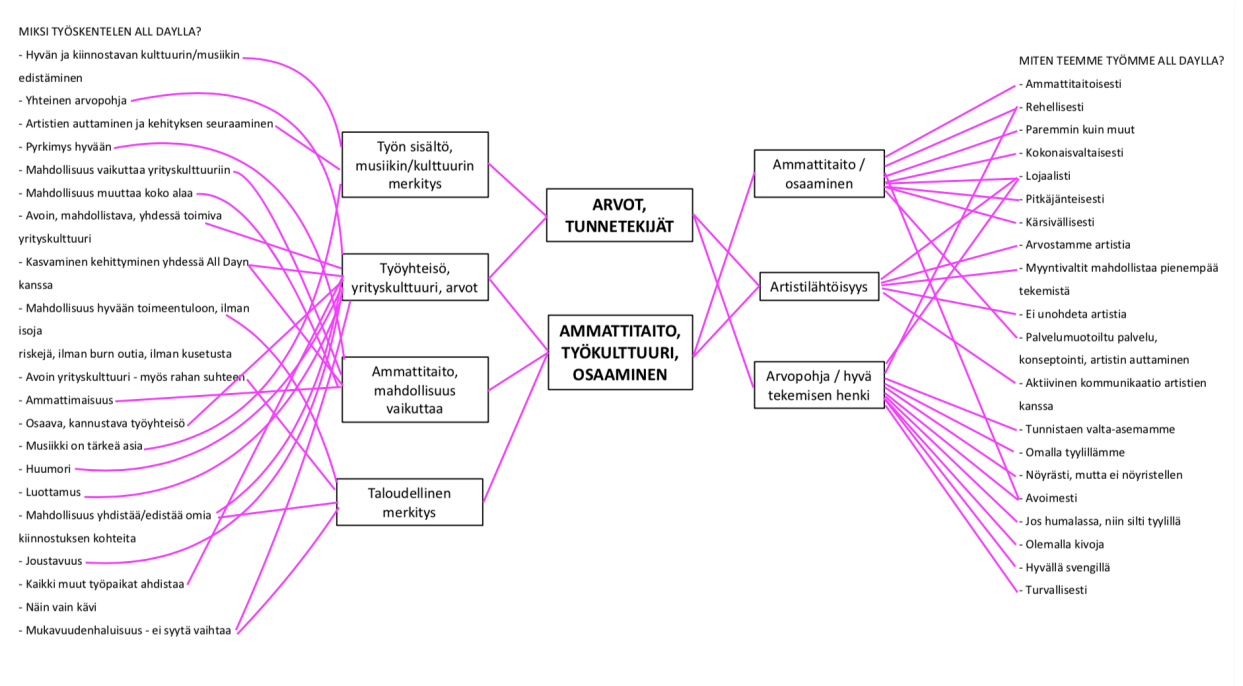 MIKSI TYÖSKENTELEN ALL DAYLLA?
- Hyvän ja kiinnostavan kulttuurin/musiikin
edistäminen
- Yhteinen arvopohja
- Artistien auttaminen ja kehityksen seuraaminen
- Pyrkimys hyvään
- Mahdollisuus vaikuttaa yrityskulttuuriin
- Mahdollisuus muuttaa koko alaa
- Avoin, mahdollistava, yhdessä toimiva
yrityskulttuuri
- Kasvaminen kehittyminen yhdessä All Dayn
kanssa
- Mahdollisuus hyvään toimeentuloon, ilman
isoja
riskejä, ilman burn outia, ilman kusetusta
- Avoin yrityskulttuuri - myös rahan suhteen
- Ammattimaisuus
- Osaava, kannustava työyhteisö
- Musiikki on tärkeä asia
- Huumori
- Luottamus
- Mahdollisuus yhdistää/edistää omia
kiinnostuksen kohteita
- Joustavuus
- Kaikki muut työpaikat ahdistaa
- Näin vain kävi
- Mukavuudenhaluisuus - ei syytä vaihtaa
Työn sisältö,
musiikin/kulttuurin
merkitys
Työyhteisö,
yrityskulttuuri, arvot
Ammattitaito,
mahdollisuus
vaikuttaa
Taloudellinen
merkitys
ARVOT,
TUNNETEKIJÄT
AMMATTITAITO,
TYÖKULTTUURI,
OSAAMINEN
Ammattitaito /
osaaminen
Artistilähtöisyys
Arvopohja / hyvä
tekemisen henki
MITEN TEEMME TYÖMME ALL DAYLLA?
- Ammattitaitoisesti
- Rehellisesti
- Paremmin kuin muut
- Kokonaisvaltaisesti
- Lojaalisti
- Pitkäjänteisesti
- Kärsivällisesti
- Arvostamme artistia
- Myyntivaltit mahdollistaa pienempää
tekemistä
- Ei unohdeta artistia
- Palvelumuotoiltu palvelu,
konseptointi, artistin auttaminen
- Aktiivinen kommunikaatio artistien
kanssa
- Tunnistaen valta-asemamme
- Omalla tyylillämme
- Nöyrästi, mutta ei nöyristellen
- Avoimesti
- Jos humalassa, niin silti tyylillä
- Olemalla kivoja
- Hyvällä svengillä
- Turvallisesti